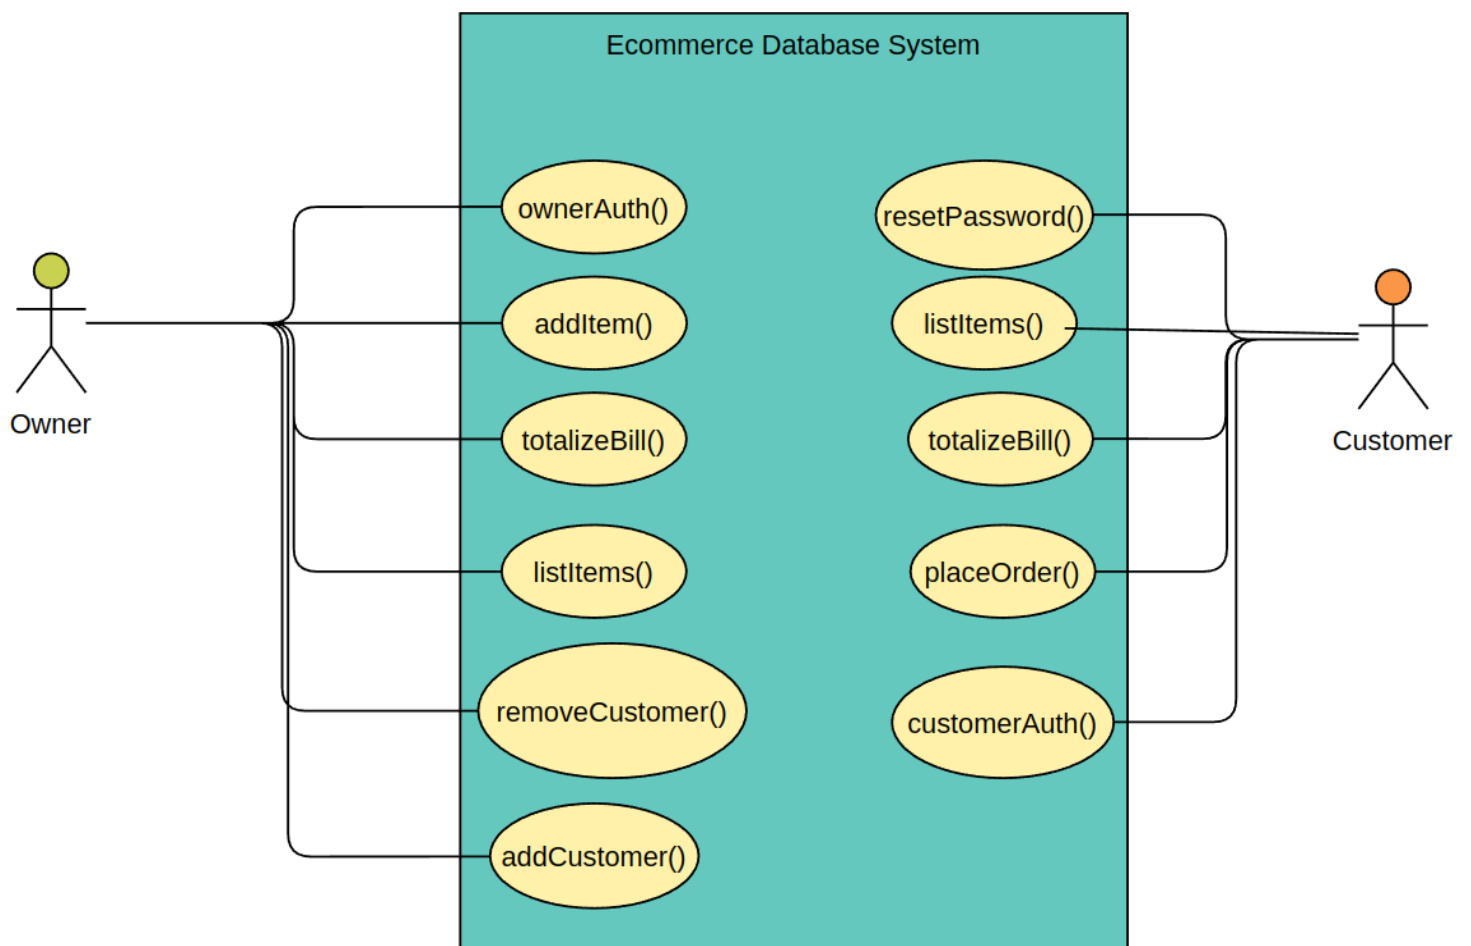 Ecommerce Database System
ownerAuth()
addItem()
totalizeBill()
listItems()
removeCustomer()
addCustomer()
resetPassword()
listItems()
totalizeBill()
placeOrder()
customerAuth()
Owner
Customer